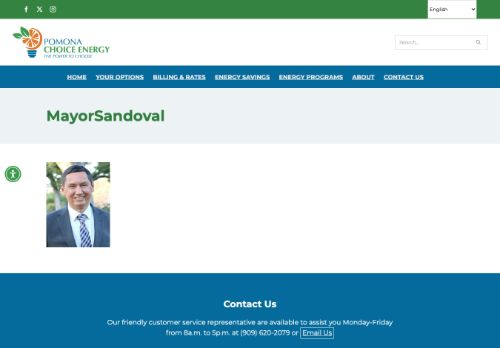 English
POMONA
CHOICE ENERGY
THE POWER TO CHOOSE
Search...
HOME YOUR OPTIONS BILLING & RATES ENERGY SAVINGS ENERGY PROGRAMS ABOUT CONTACT US
MayorSandoval
Contact Us
Our friendly customer service representative are available to assist you Monday-Friday
from 8a.m. to 5p.m. at (909) 620-2079 or Email Us